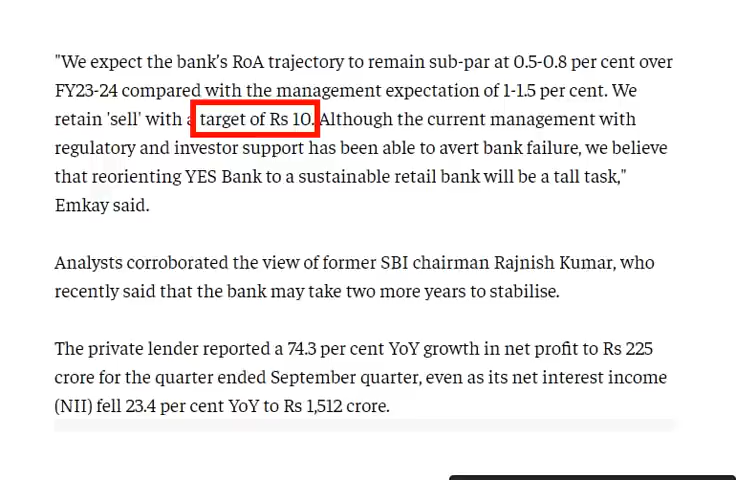 "We expect the bank's RoA trajectory to remain sub-par at 0.5-0.8 per cent over
FY23-24 compared with the management expectation of 1-1.5 per cent. We
retain 'sell' with a target of Rs 10. Although the current management with
regulatory and investor support has been able to avert bank failure, we believe
that reorienting YES Bank to a sustainable retail bank will be a tall task,"
Emkay said.
Analysts corroborated the view of former SBI chairman Rajnish Kumar, who
recently said that the bank may take two more years to stabilise.
The private lender reported a 74.3 per cent YoY growth in net profit to Rs 225
crore for the quarter ended September quarter, even as its net interest income
(NII) fell 23.4 per cent YoY to Rs 1,512 crore.